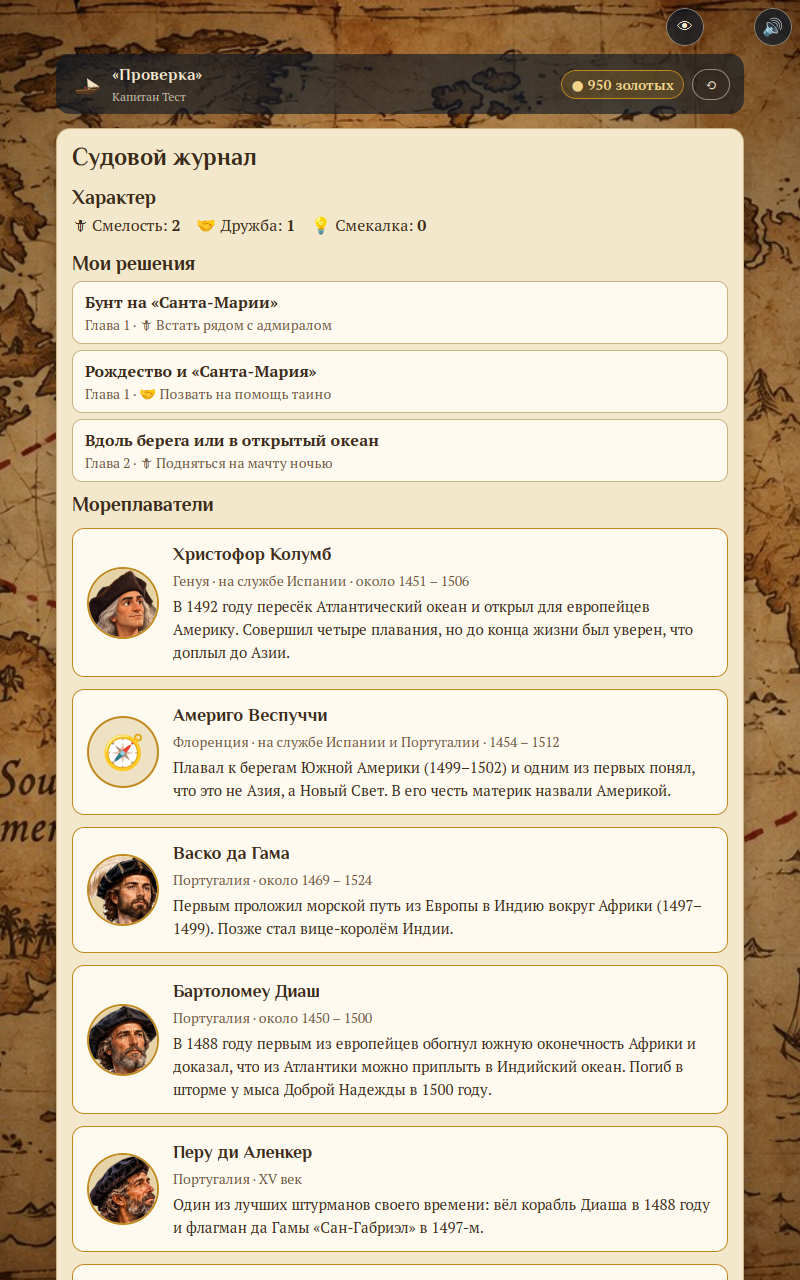 «Проверка»
Капитан Тест
950 золотых
Судовой журнал
Характер
Смелость: 2 Дружба: 1 Смекалка: 0
Мои решения
Бунт на «Санта-Марии»
Глава 1 · Встать рядом с адмиралом
Рождество и «Санта-Мария»
Глава 1 · Позвать на помощь таино
Вдоль берега или в открытый океан
Глава 2 · Подняться на мачту ночью
Мореплаватели
Христофор Колумб
Генуя · на службе Испании · около 1451 – 1506
В 1492 году пересёк Атлантический океан и открыл для европейцев
Америку. Совершил четыре плавания, но до конца жизни был уверен, что
доплыл до Азии.
Америго Веспуччи
Флоренция · на службе Испании и Португалии · 1454 – 1512
Плавал к берегам Южной Америки (1499–1502) и одним из первых понял,
что это не Азия, а Новый Свет. В его честь материк назвали Америкой.
Sou
mer
Васко да Гама
Португалия · около 1469 – 1524
Первым проложил морской путь из Европы в Индию вокруг Африки (1497–
1499). Позже стал вице-королём Индии.
Бартоломеу Диаш
Португалия · около 1450 – 1500
В 1488 году первым из европейцев обогнул южную оконечность Африки и
доказал, что из Атлантики можно приплыть в Индийский океан. Погиб в
шторме у мыса Доброй Надежды в 1500 году.
Перу ди Аленкер
Португалия · XV век
Один из лучших штурманов своего времени: вёл корабль Диаша в 1488 году
и флагман да Гамы «Сан-Габриэл» в 1497-м.